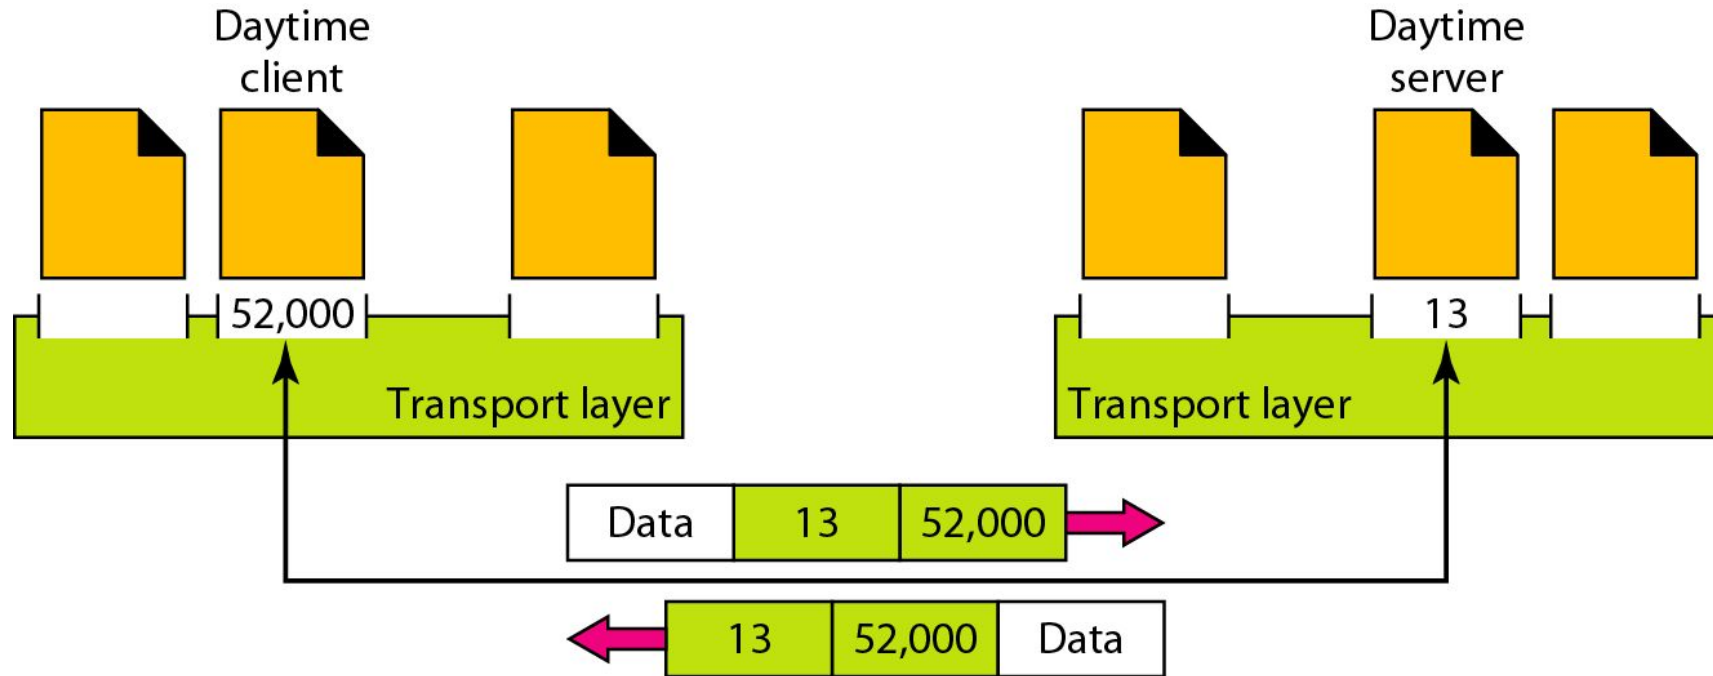 Daytime
client
Daytime
server
52,000
13
Transport layer
Transport layer
Data 13 52,000
13 52,000 Data